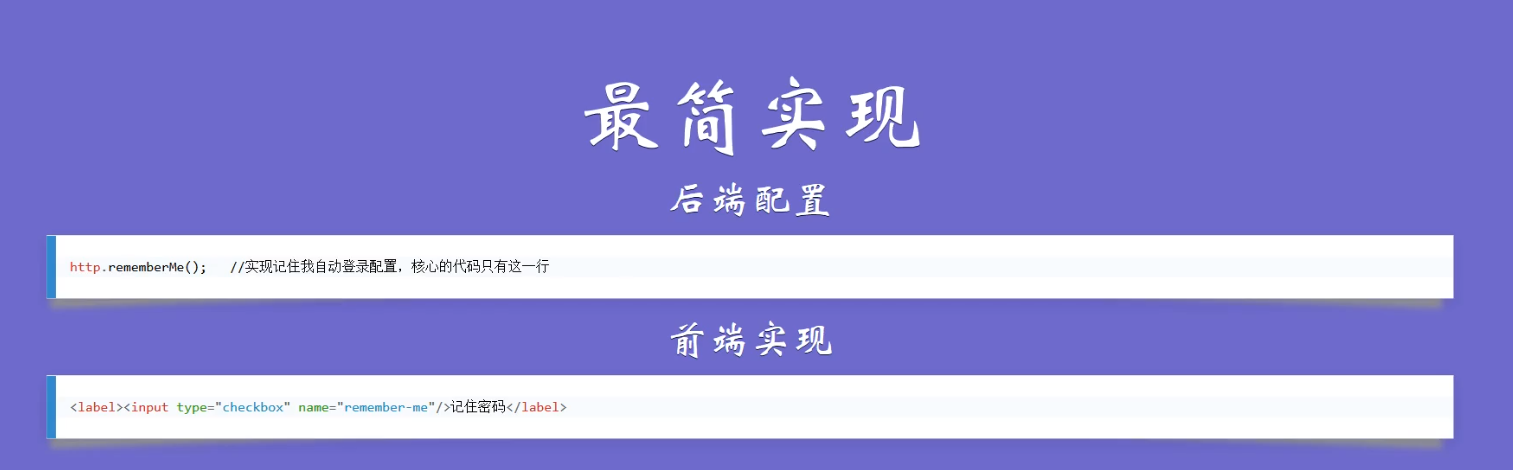 最简实现
后端配置
http.rememberMe();   //实现记住我自动登录配置，核心的代码只有这一行
前端实现
<label><input type="checkbox" name="remember-me"/>记住密码</label>